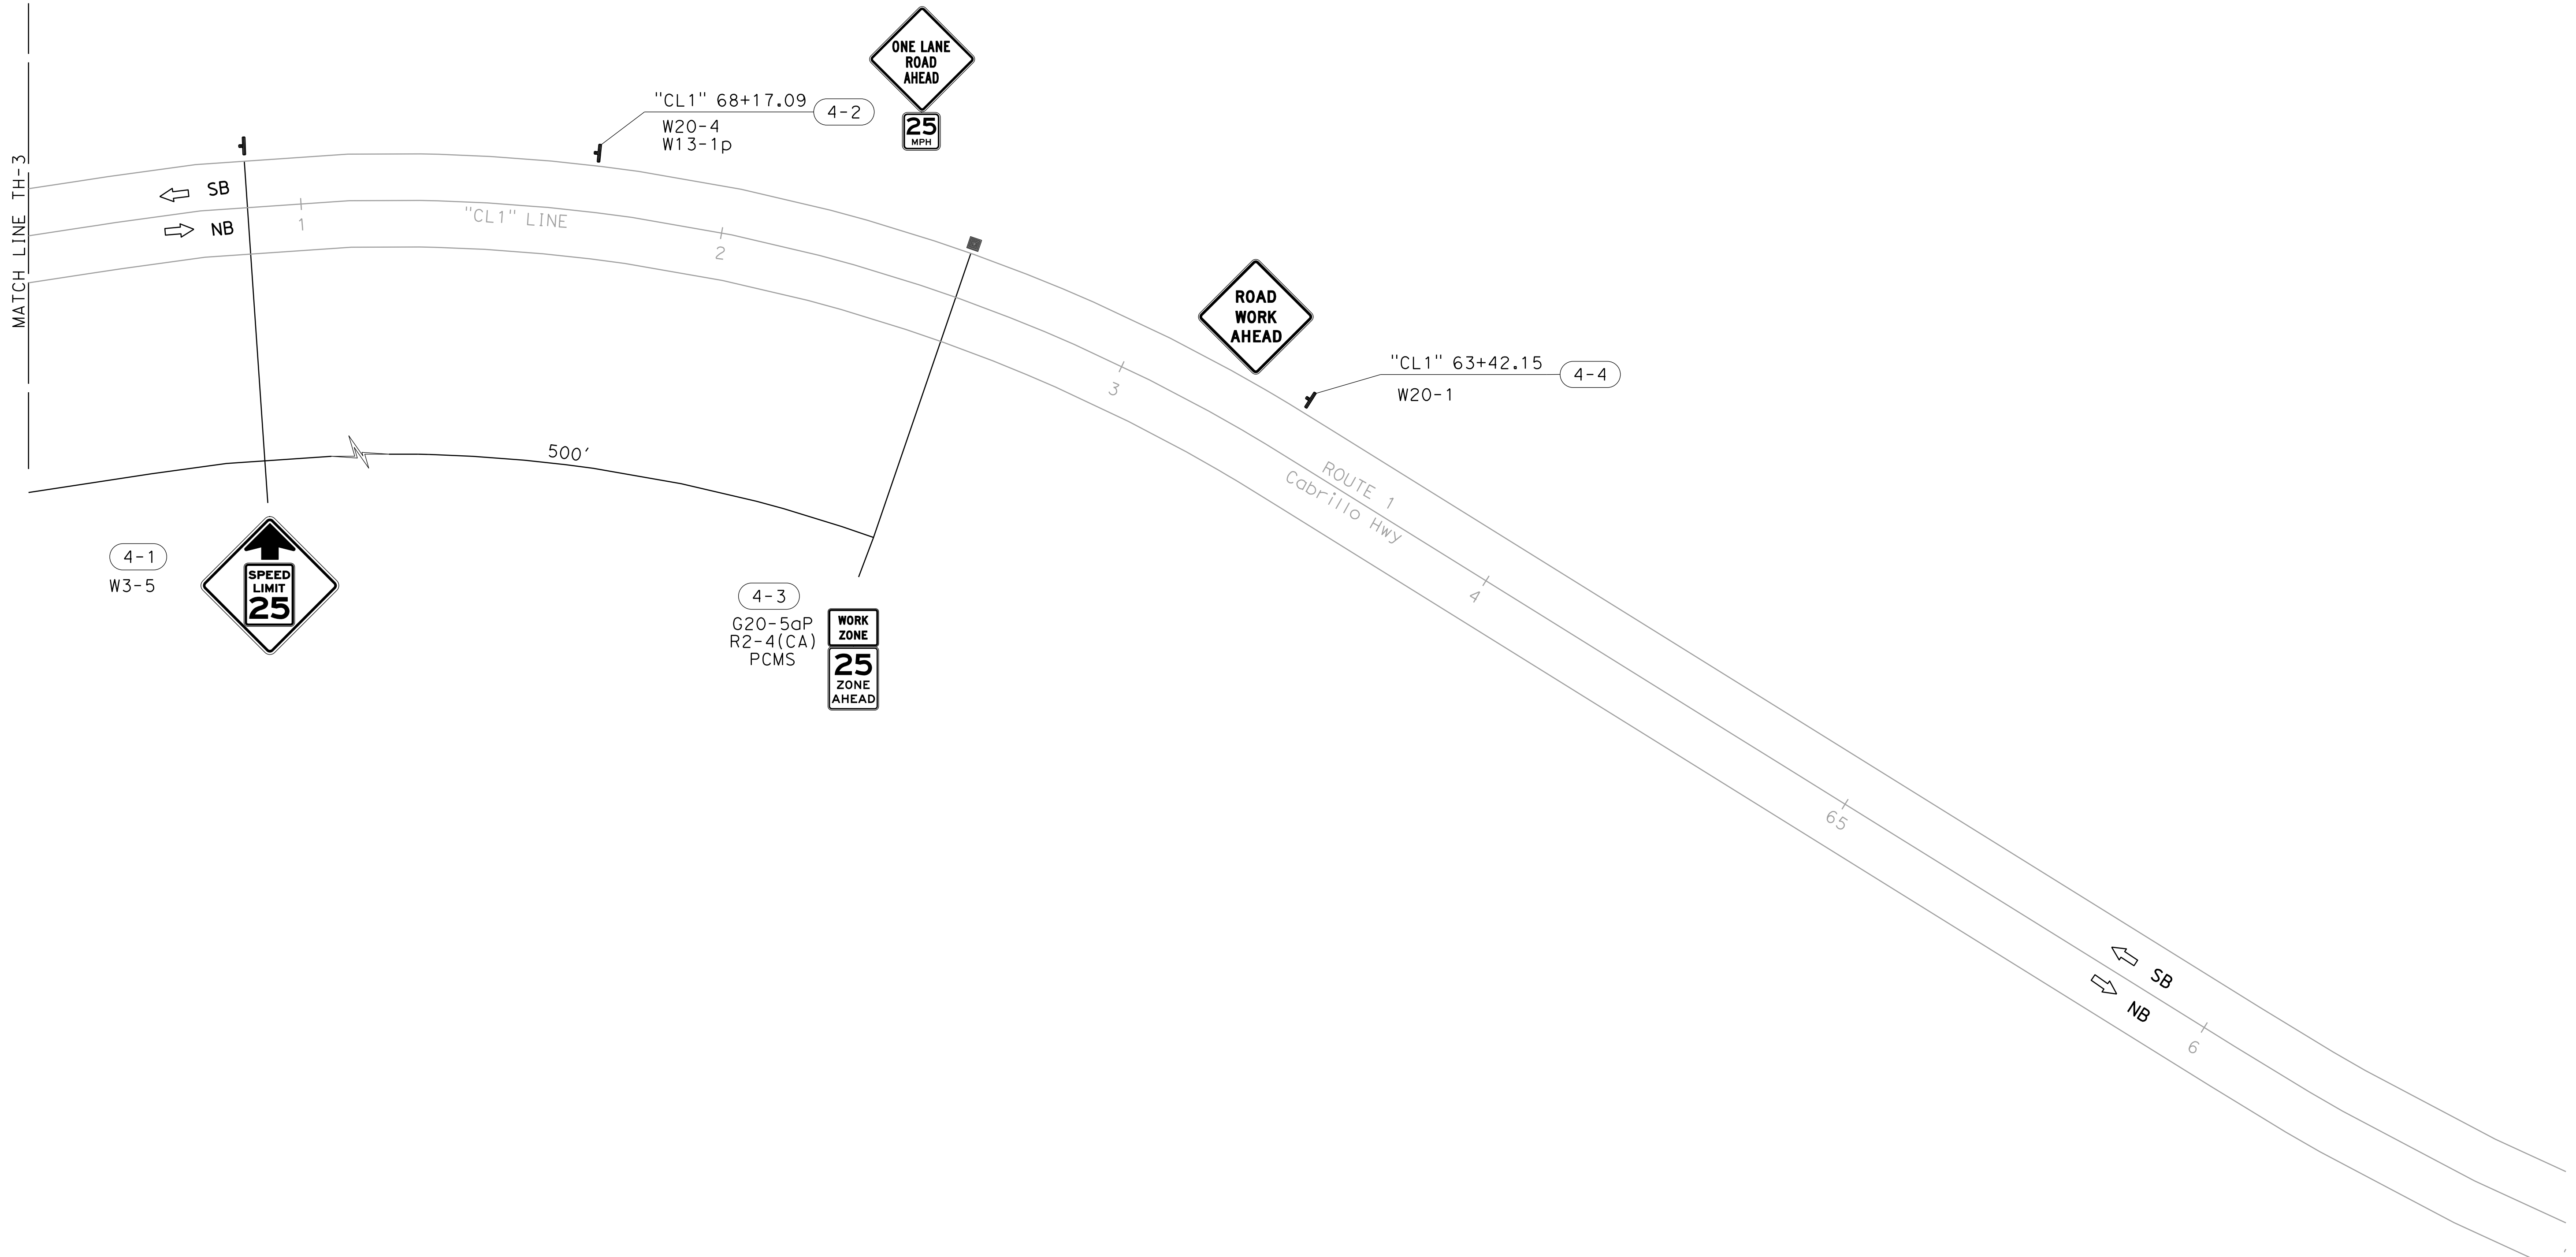 ONE LANE
ROAD
AHEAD
25
MPH
"CL1" 68+17.09
4-2
W20-4
W13-1p
MATCH LINE TH-3
SB
NB
1
"CL1" LINE
2
ROAD
WORK
AHEAD
3
"CL1" 63+42.15
4-4
W20-1
500'
ROUTE 1
Cabrillo Hwy
4-1
W3-5
SPEED
LIMIT
25
4-3
G20-5aP
R2-4(CA)
PCMS
WORK
ZONE
25
ZONE
AHEAD
4
65
SB
NB
6